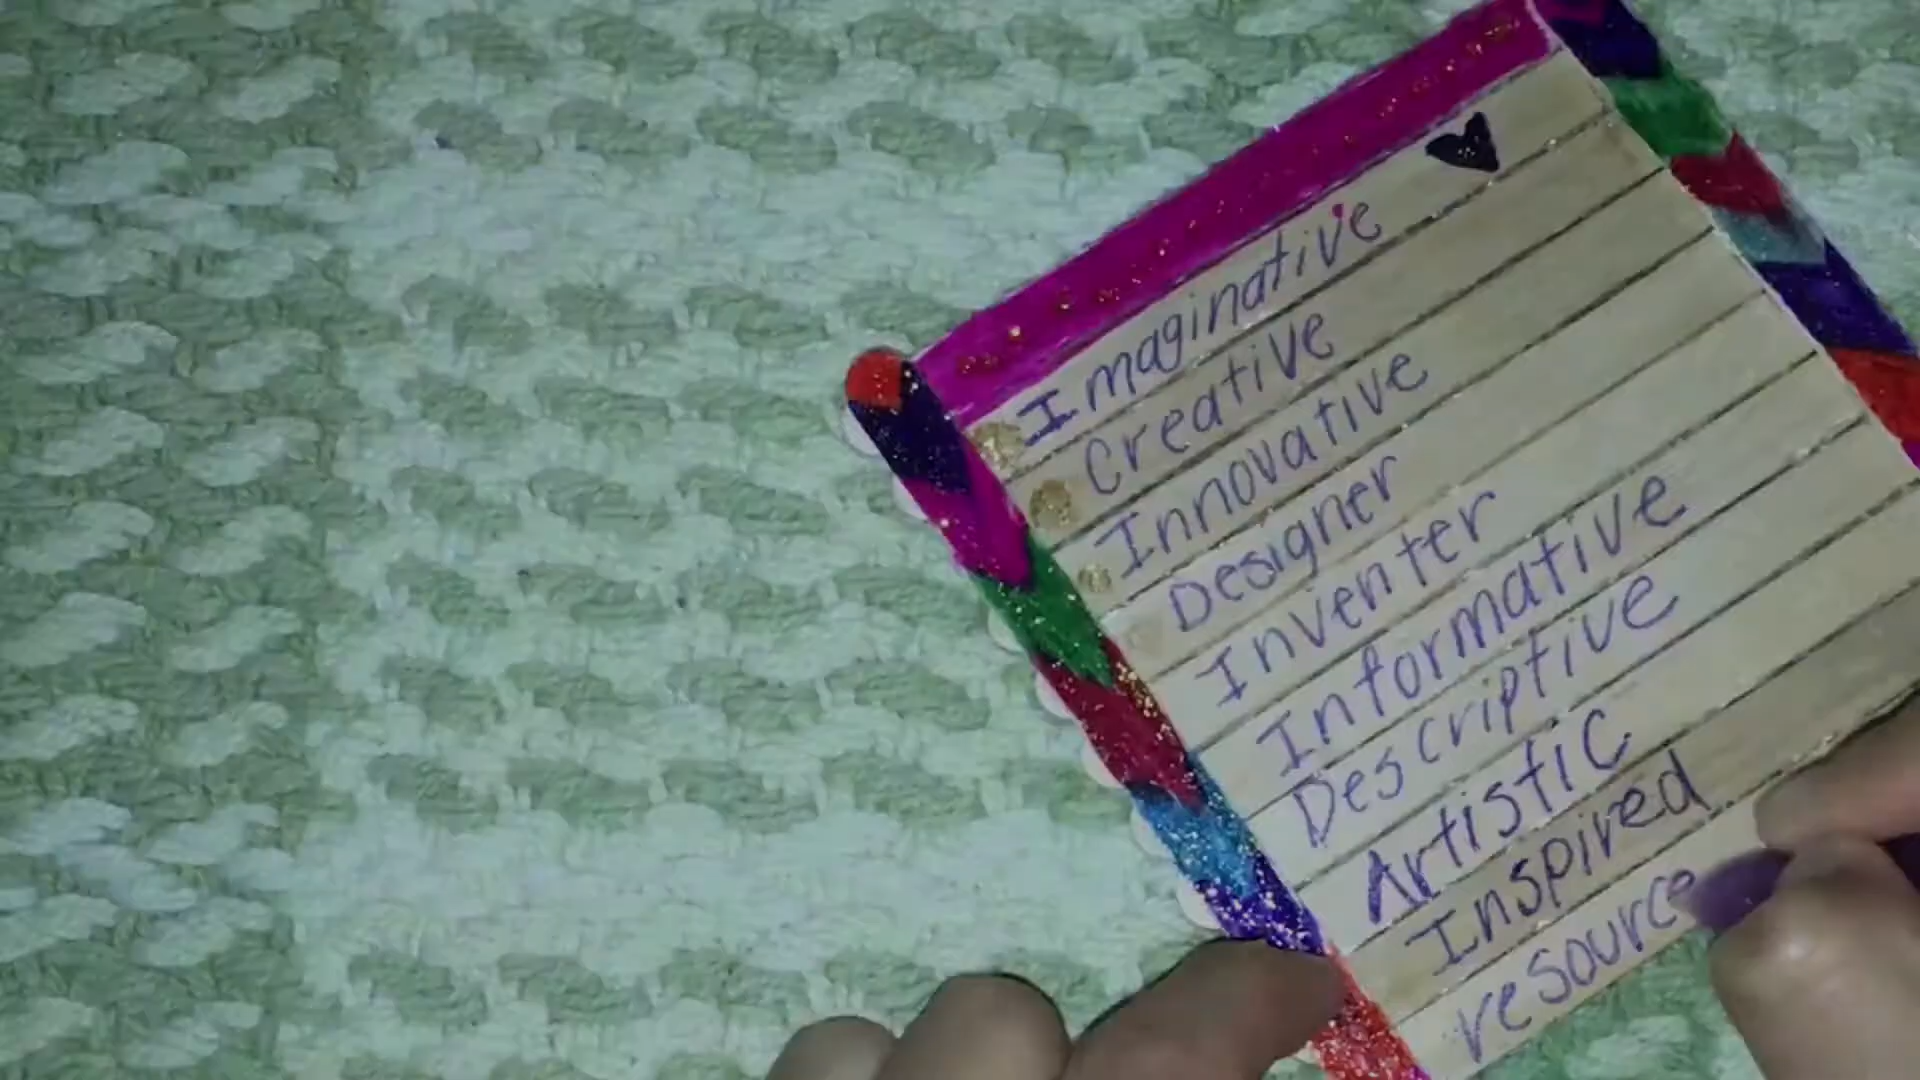 Imaginative
Creative
Innovative
Designer
Inventer
Informative
Descriptive
Artistic
Inspired
resource